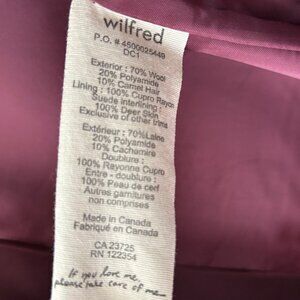 wilfred
P.O. # 4500025449
DC1
Exterior : 70% Wool
20% Polyamide
10% Camel Hair
Lining : 100% Cupro Rayon
Suede interlining :
100% Deer Skin
Exclusive of other trims
Extérieur : 70%Laine
20% Polyamide
10% Cachemire
Doublure :
100% Rayonne Cupro
Entre - doublure :
100% Peau de cerf
Autres garnitures
non comprises
Made in Canada
Fabriqué en Canada
CA 23725
RN 122354
If you love me,
please take care of me